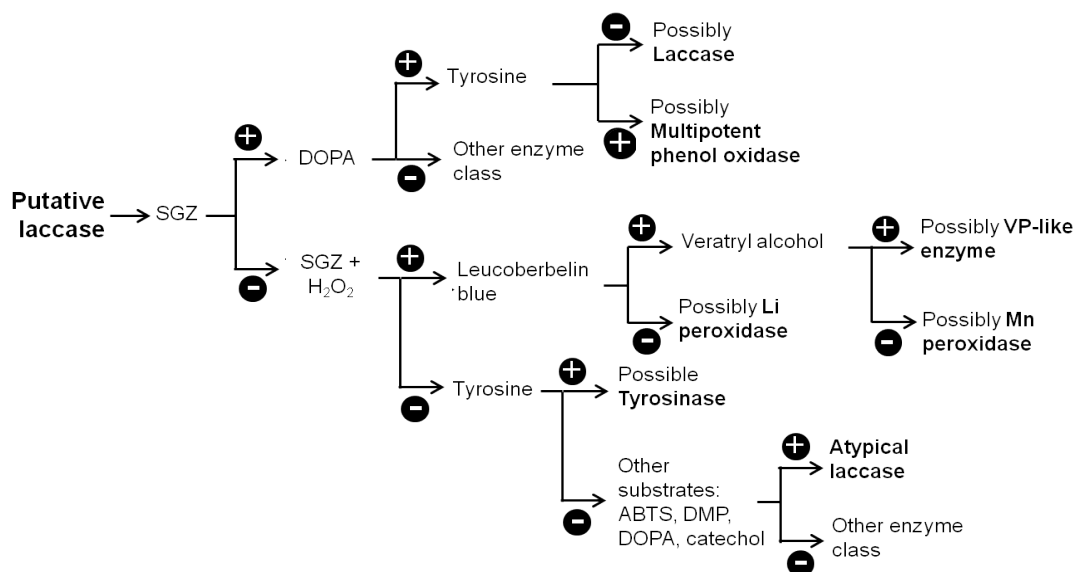 Putative
laccase
SGZ
+
DOPA
+
Tyrosine
-
Possibly
Laccase
+
Possibly
Multipotent
phenol oxidase
-
Other enzyme
class
-
SGZ +
H₂O₂
+
Leucoberbelin
blue
+
Veratryl alcohol
+
Possibly VP-like
enzyme
-
Possibly Mn
peroxidase
-
Possibly Li
peroxidase
-
Tyrosine
+
Possible
Tyrosinase
-
Other
substrates:
ABTS, DMP,
DOPA, catechol
+
Atypical
laccase
-
Other enzyme
class